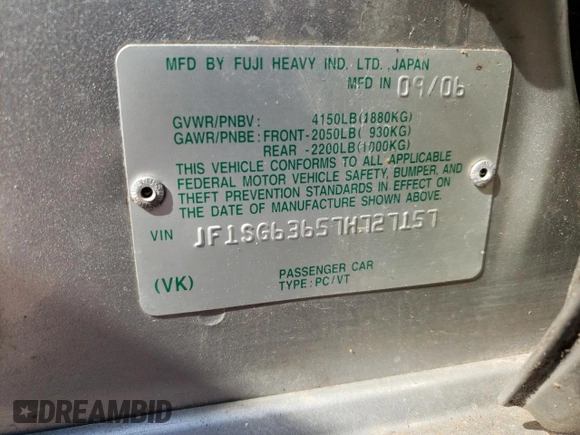 MFD BY FUJI HEAVY IND. LTD. ,JAPAN
MFD IN 09/06
GVWR/PNBV: 4150LB(1880KG)
GAWR/PNBE: FRONT-2050LB( 930KG)
REAR -2200LB(1000KG)
THIS VEHICLE CONFORMS TO ALL APPLICABLE
FEDERAL MOTOR VEHICLE SAFETY, BUMPER, AND
THEFT PREVENTION STANDARDS IN EFFECT ON
THE DATE OF MANUFACTURE SHOWN ABOVE.
VIN JF1SG63657H727157
(VK)
PASSENGER CAR
TYPE: PC/VT
DREAMBID